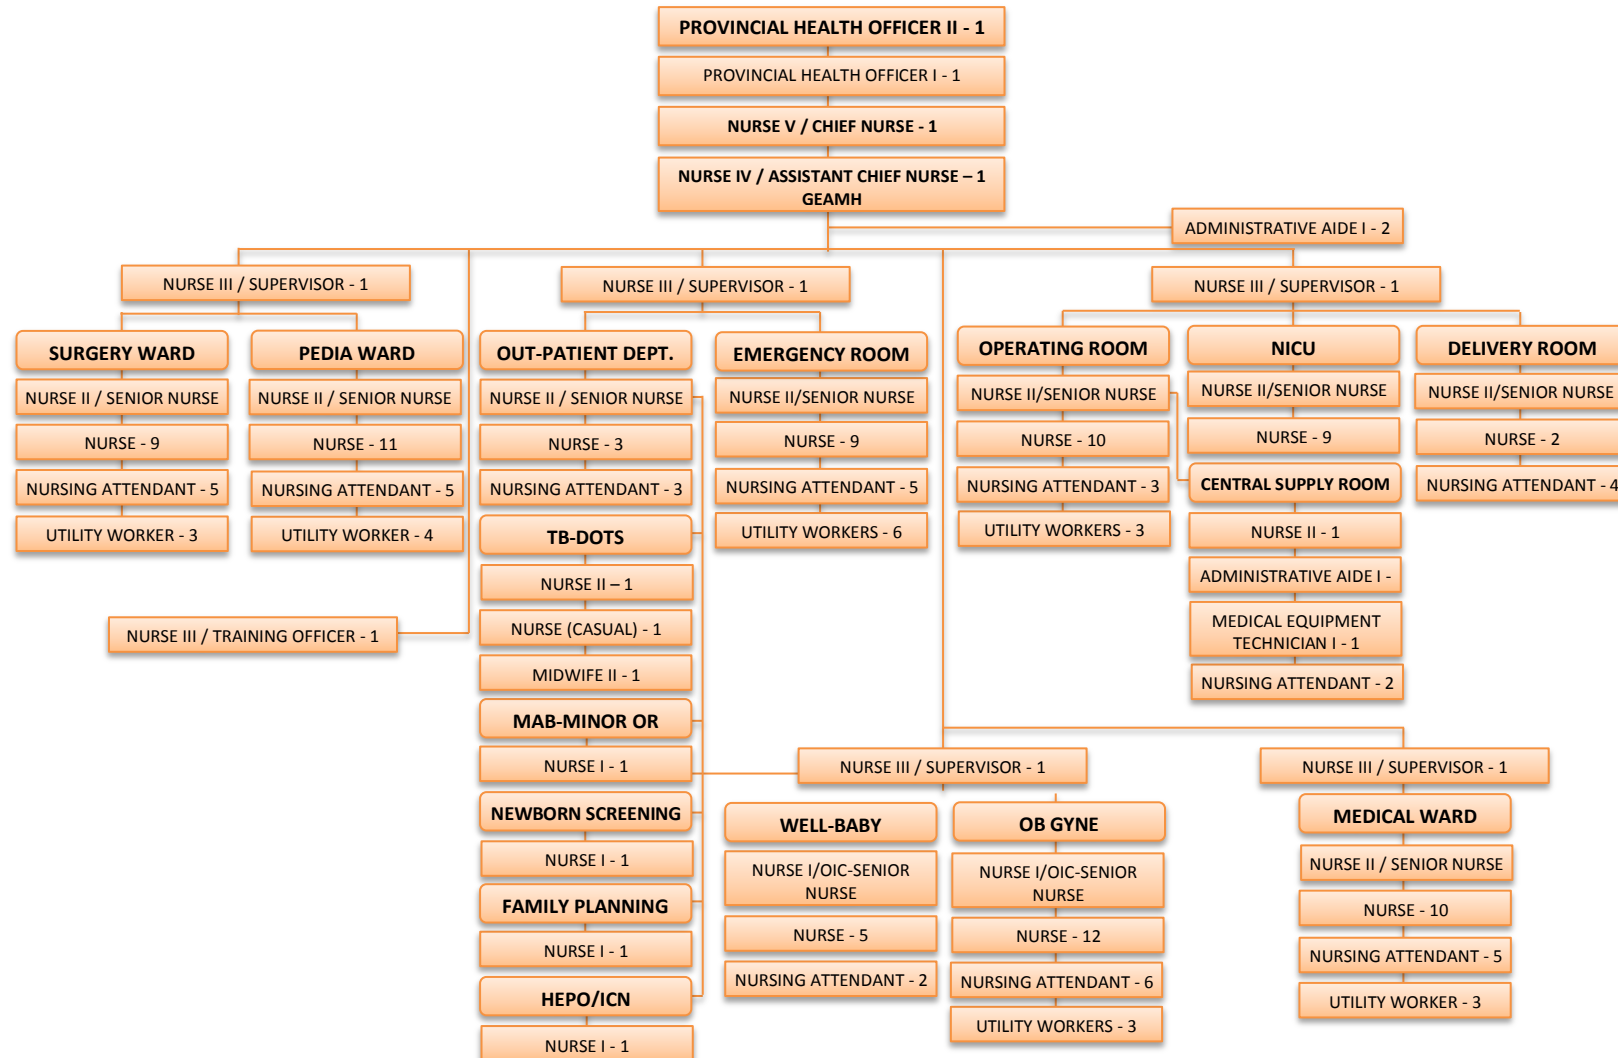 PROVINCIAL HEALTH OFFICER II - 1
PROVINCIAL HEALTH OFFICER I - 1
NURSE V / CHIEF NURSE - 1
NURSE IV / ASSISTANT CHIEF NURSE – 1
GEAMH
ADMINISTRATIVE AIDE I - 2
NURSE III / SUPERVISOR - 1
SURGERY WARD
NURSE II / SENIOR NURSE
NURSE - 9
NURSING ATTENDANT - 5
UTILITY WORKER - 3
PEDIA WARD
NURSE II / SENIOR NURSE
NURSE - 11
NURSING ATTENDANT - 5
UTILITY WORKER - 4
NURSE III / TRAINING OFFICER - 1
NURSE III / SUPERVISOR - 1
OUT-PATIENT DEPT.
NURSE II / SENIOR NURSE
NURSE - 3
NURSING ATTENDANT - 3
TB-DOTS
NURSE II – 1
NURSE (CASUAL) - 1
MIDWIFE II - 1
MAB-MINOR OR
NURSE I - 1
NEWBORN SCREENING
NURSE I - 1
FAMILY PLANNING
NURSE I - 1
HEPO/ICN
NURSE I - 1
EMERGENCY ROOM
NURSE II/SENIOR NURSE
NURSE - 9
NURSING ATTENDANT - 5
UTILITY WORKERS - 6
NURSE III / SUPERVISOR - 1
OPERATING ROOM
NURSE II/SENIOR NURSE
NURSE - 10
NURSING ATTENDANT - 3
UTILITY WORKERS - 3
NICU
NURSE II/SENIOR NURSE
NURSE - 9
CENTRAL SUPPLY ROOM
NURSE II - 1
ADMINISTRATIVE AIDE I -
MEDICAL EQUIPMENT
TECHNICIAN I - 1
NURSING ATTENDANT - 2
DELIVERY ROOM
NURSE II/SENIOR NURSE
NURSE - 2
NURSING ATTENDANT - 4
NURSE III / SUPERVISOR - 1
WELL-BABY
NURSE I/OIC-SENIOR
NURSE
NURSE - 5
NURSING ATTENDANT - 2
OB GYNE
NURSE I/OIC-SENIOR
NURSE
NURSE - 12
NURSING ATTENDANT - 6
UTILITY WORKERS - 3
NURSE III / SUPERVISOR - 1
MEDICAL WARD
NURSE II / SENIOR NURSE
NURSE - 10
NURSING ATTENDANT - 5
UTILITY WORKER - 3